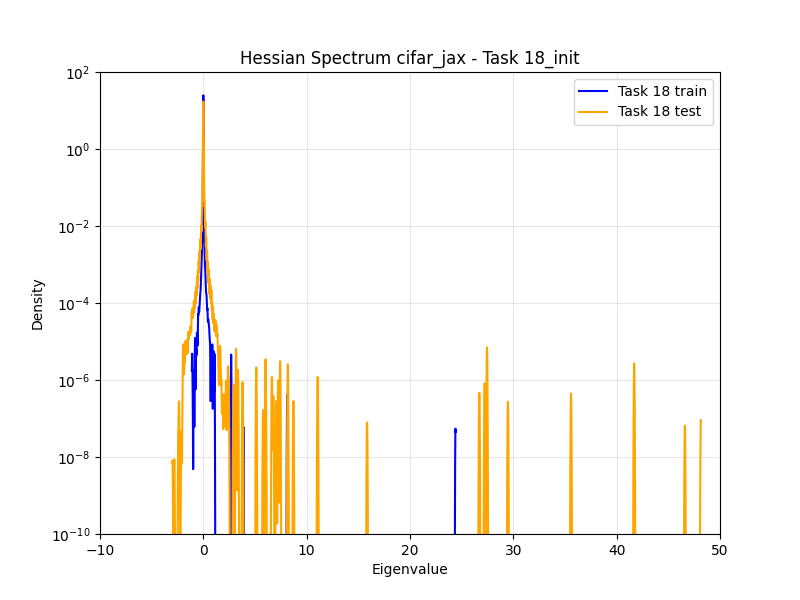 Hessian Spectrum cifar_jax - Task 18_init
Task 18 train
Task 18 test
Density
10^2
10^0
10^-2
10^-4
10^-6
10^-8
10^-10
−10
0
10
20
30
40
50
Eigenvalue